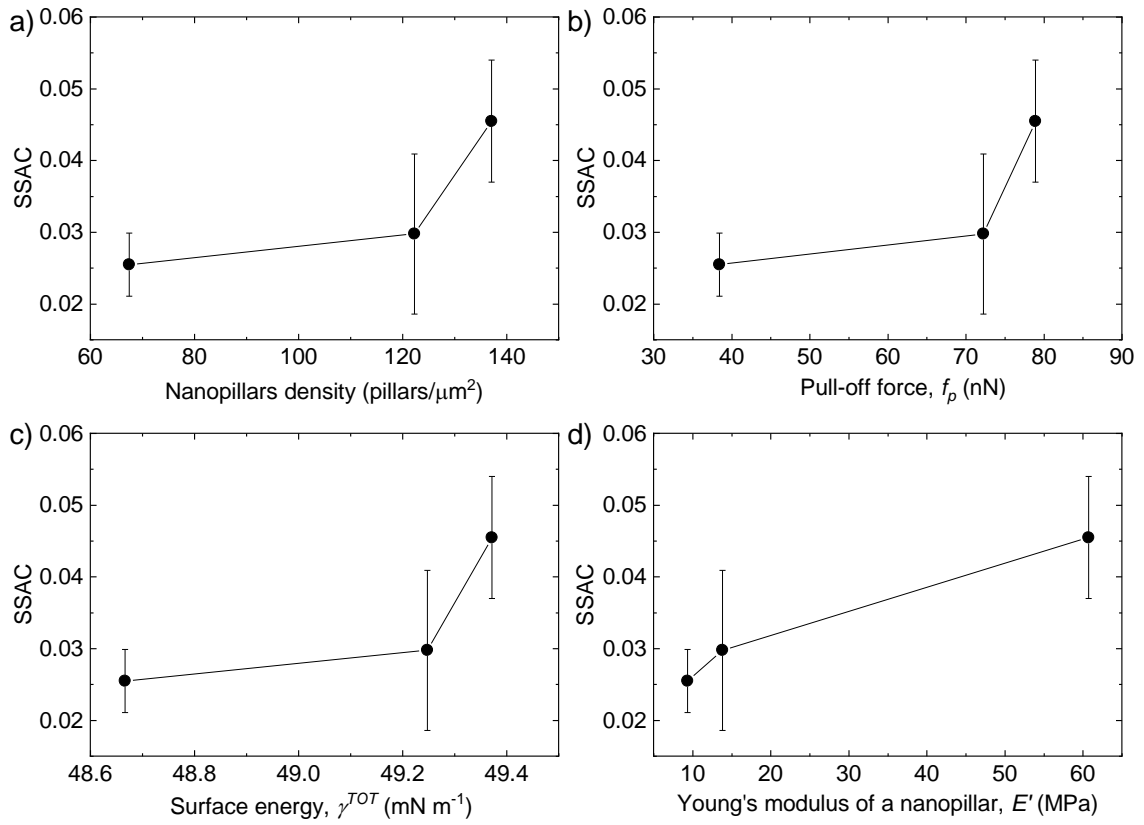 a)
0.06
0.05
0.04
0.03
0.02
SSAC
60 80 100 120 140
Nanopillars density (pillars/μm²)
b)
0.06
0.05
0.04
0.03
0.02
SSAC
30 40 50 60 70 80 90
Pull-off force, fₚ (nN)
c)
0.06
0.05
0.04
0.03
0.02
SSAC
48.6 48.8 49.0 49.2 49.4
Surface energy, γᵀᴼᵀ (mN m⁻¹)
d)
0.06
0.05
0.04
0.03
0.02
SSAC
10 20 30 40 50 60
Young's modulus of a nanopillar, E' (MPa)